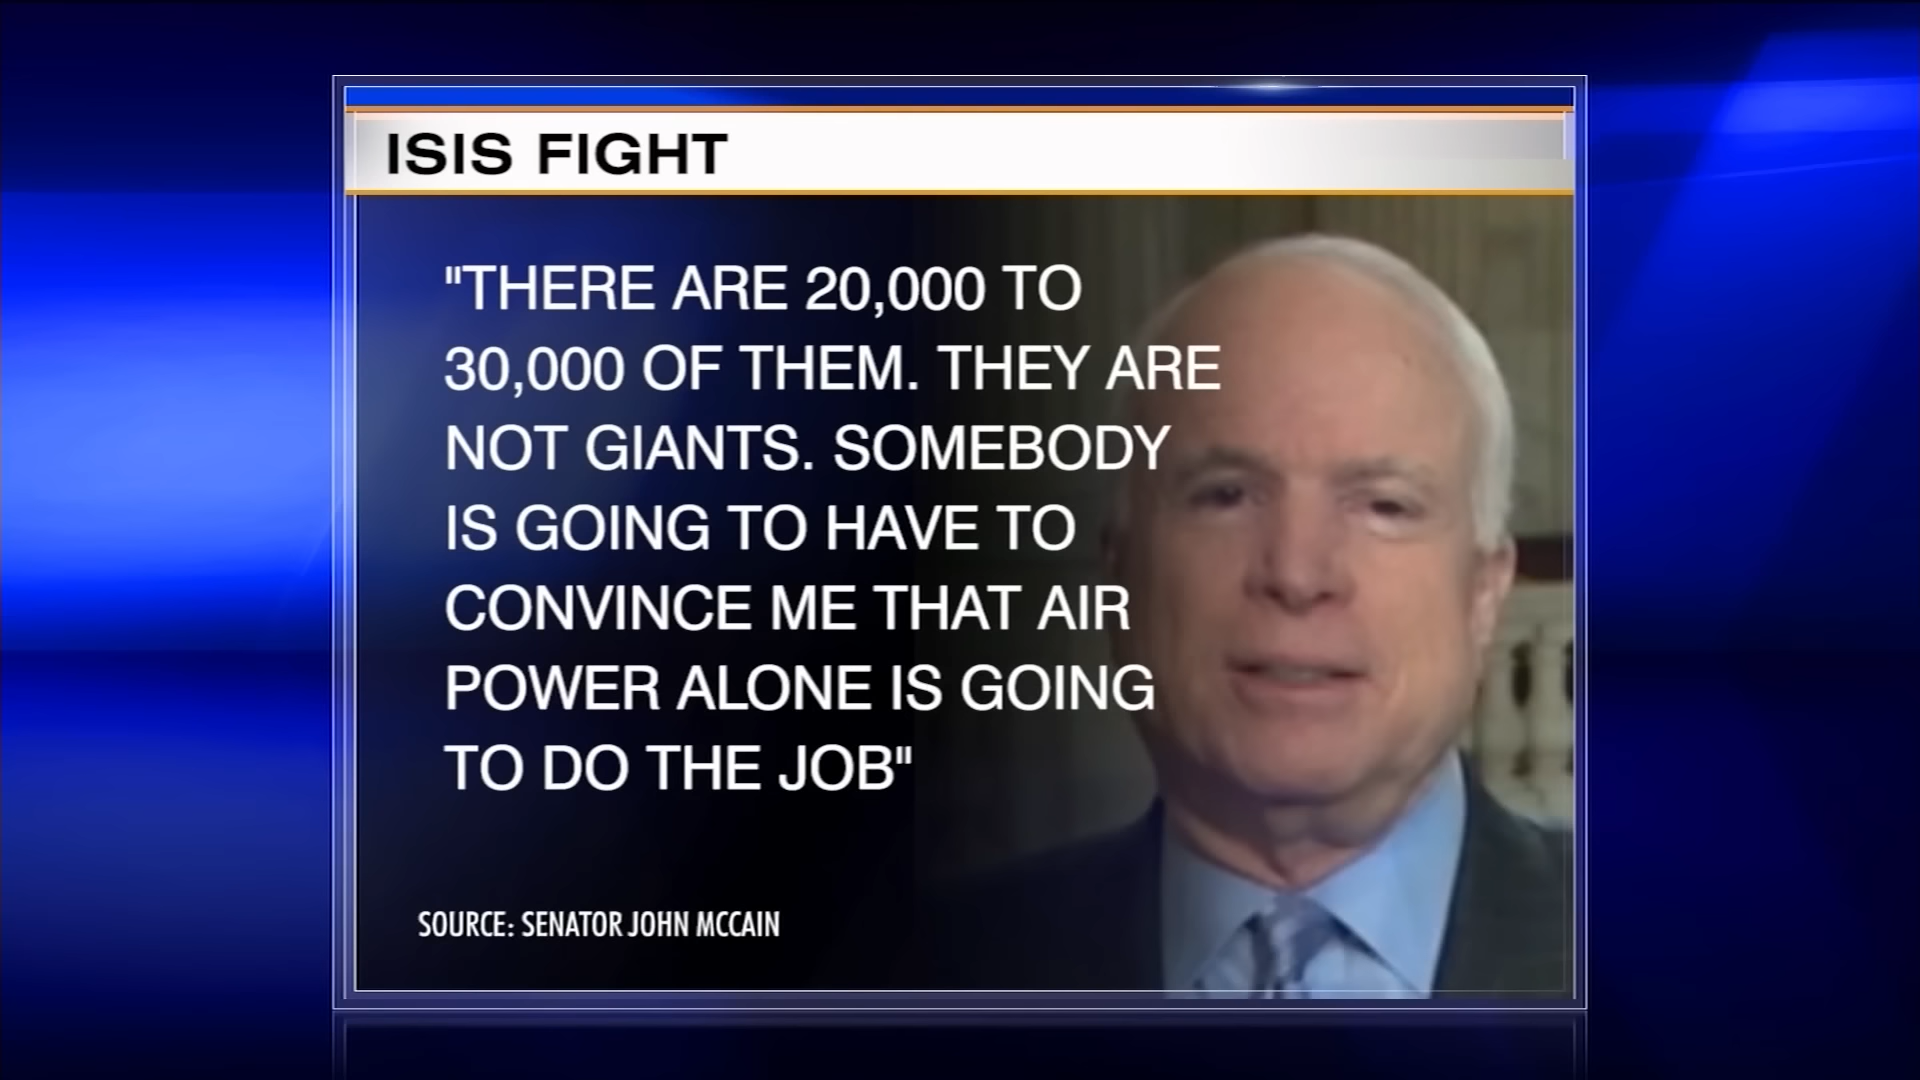 ISIS FIGHT
"THERE ARE 20,000 TO
30,000 OF THEM. THEY ARE
NOT GIANTS. SOMEBODY
IS GOING TO HAVE TO
CONVINCE ME THAT AIR
POWER ALONE IS GOING
TO DO THE JOB"
SOURCE: SENATOR JOHN MCCAIN